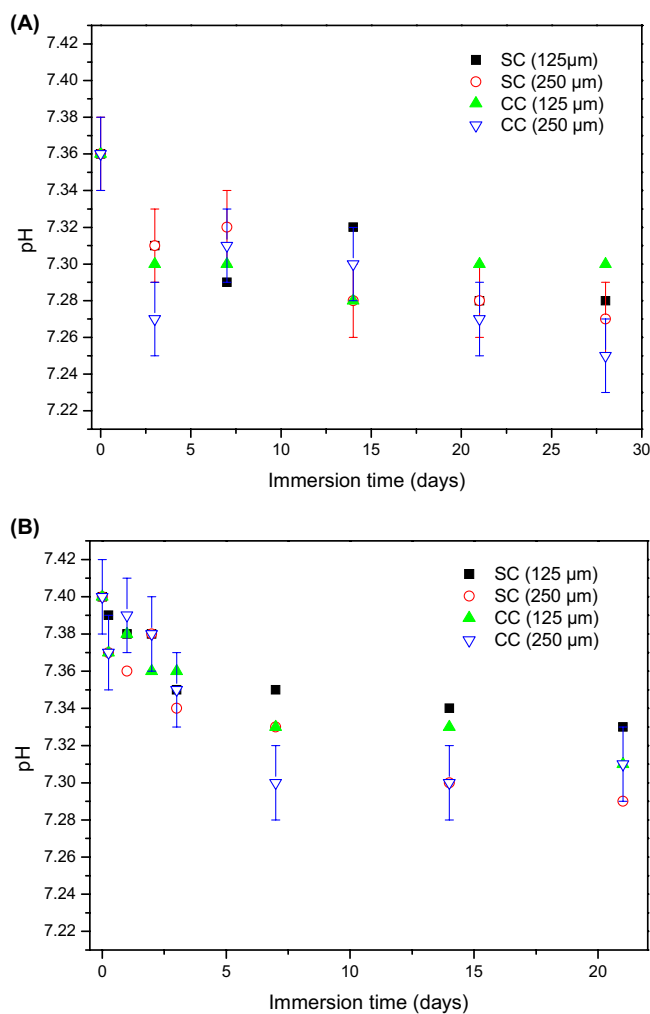 (A)
7.42
7.40
7.38
7.36
7.34
7.32
7.30
7.28
7.26
7.24
7.22
pH
SC (125μm)
SC (250 μm)
CC (125 μm)
CC (250 μm)
0 5 10 15 20 25 30
Immersion time (days)
(B)
7.42
7.40
7.38
7.36
7.34
7.32
7.30
7.28
7.26
7.24
7.22
pH
SC (125 μm)
SC (250 μm)
CC (125 μm)
CC (250 μm)
0 5 10 15 20
Immersion time (days)